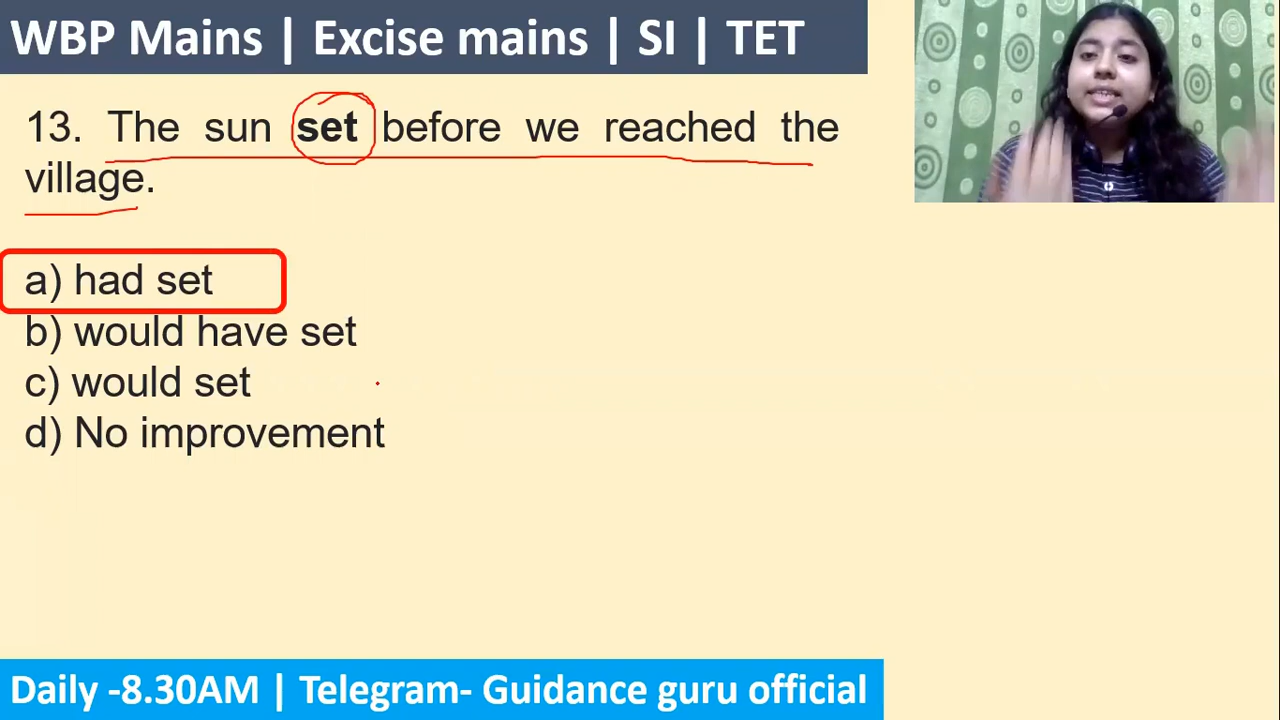 WBP Mains | Excise mains | SI | TET
13. The sun set before we reached the
village.
a) had set
b) would have set
c) would set
d) No improvement
Daily -8.30AM | Telegram- Guidance guru official